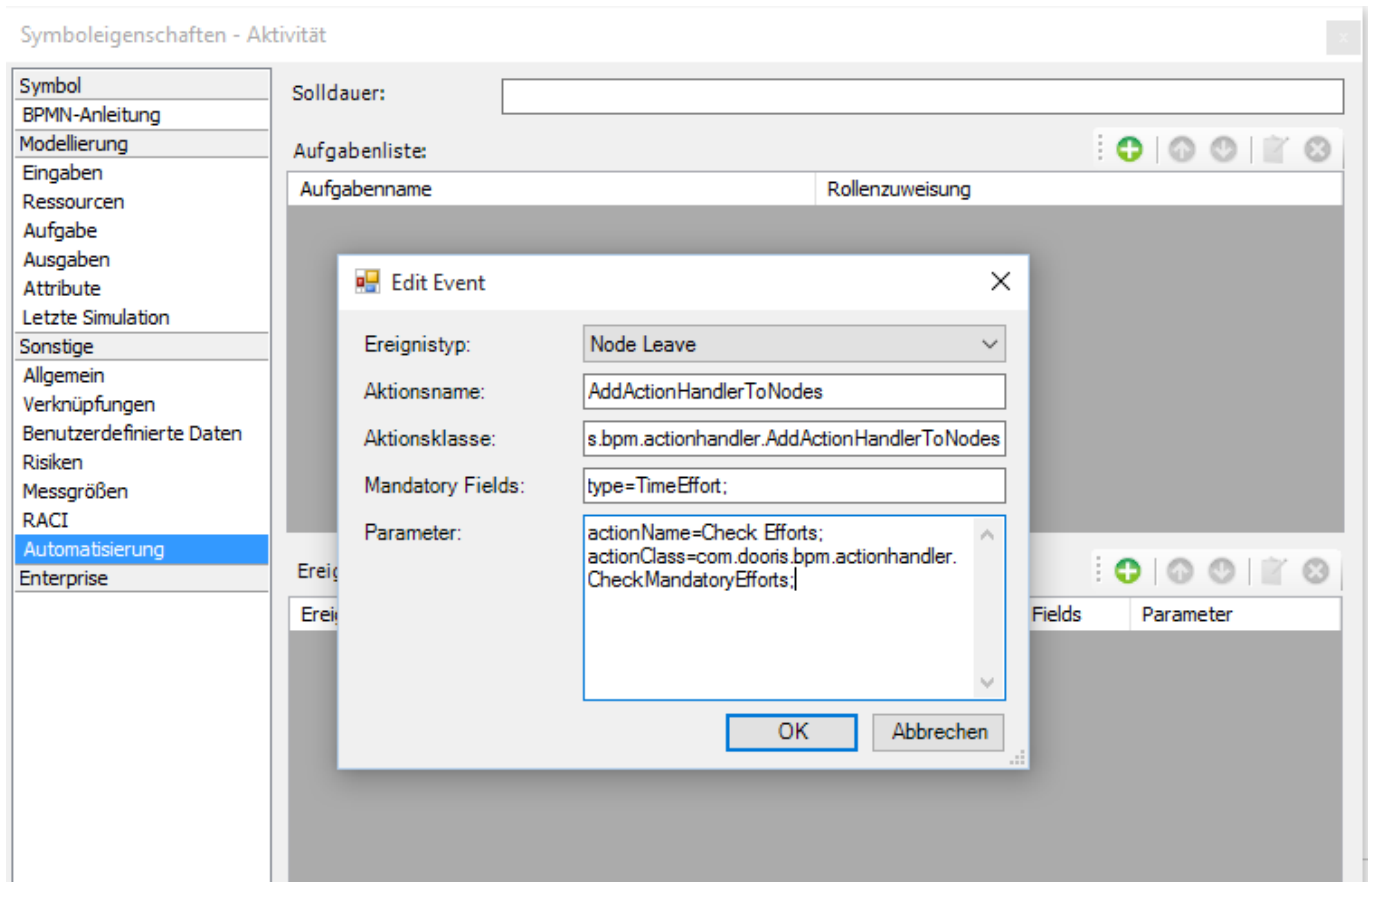 Symboleigenschaften - Aktivität
Symbol
BPMN-Anleitung
Modellierung
Eingaben
Ressourcen
Aufgabe
Ausgaben
Attribute
Letzte Simulation
Sonstige
Allgemein
Verknüpfungen
Benutzerdefinierte Daten
Risiken
Messgrößen
RACI
Automatisierung
Enterprise
Solldauer:
Aufgabenliste:
Aufgabenname Rollenzuweisung
Edit Event
Ereignistyp: Node Leave
Aktionsname: AddActionHandlerToNodes
Aktionsklasse: s.bpm.actionhandler.AddActionHandlerToNodes
Mandatory Fields: type=TimeEffort;
Parameter: actionName=Check Efforts;
actionClass=com.dooris.bpm.actionhandler.
CheckMandatoryEfforts;
OK Abbrechen
Fields Parameter